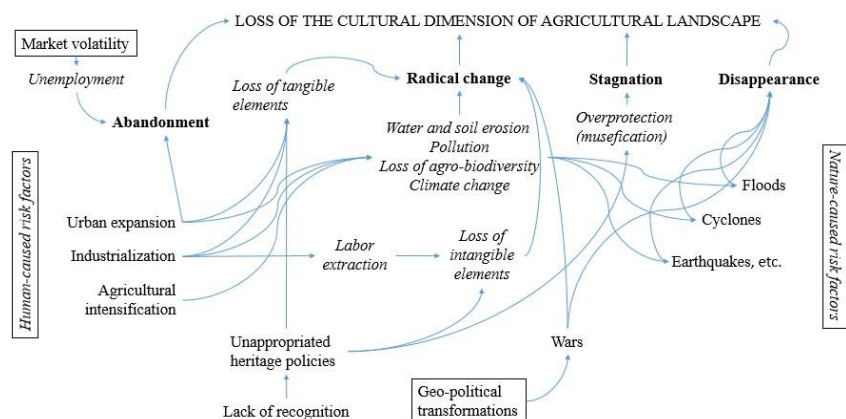 LOSS OF THE CULTURAL DIMENSION OF AGRICULTURAL LANDSCAPE
Market volatility
Unemployment
Abandonment
Loss of tangible
elements
Radical change
Stagnation
Disappearance
Water and soil erosion
Pollution
Loss of agro-biodiversity
Climate change
Overprotection
(musefication)
Human-caused risk factors
Nature-caused risk factors
Urban expansion
Industrialization
Agricultural
intensification
Labor
extraction
Loss of
intangible
elements
Floods
Cyclones
Earthquakes, etc.
Unappropriated
heritage policies
Wars
Lack of recognition
Geo-political
transformations